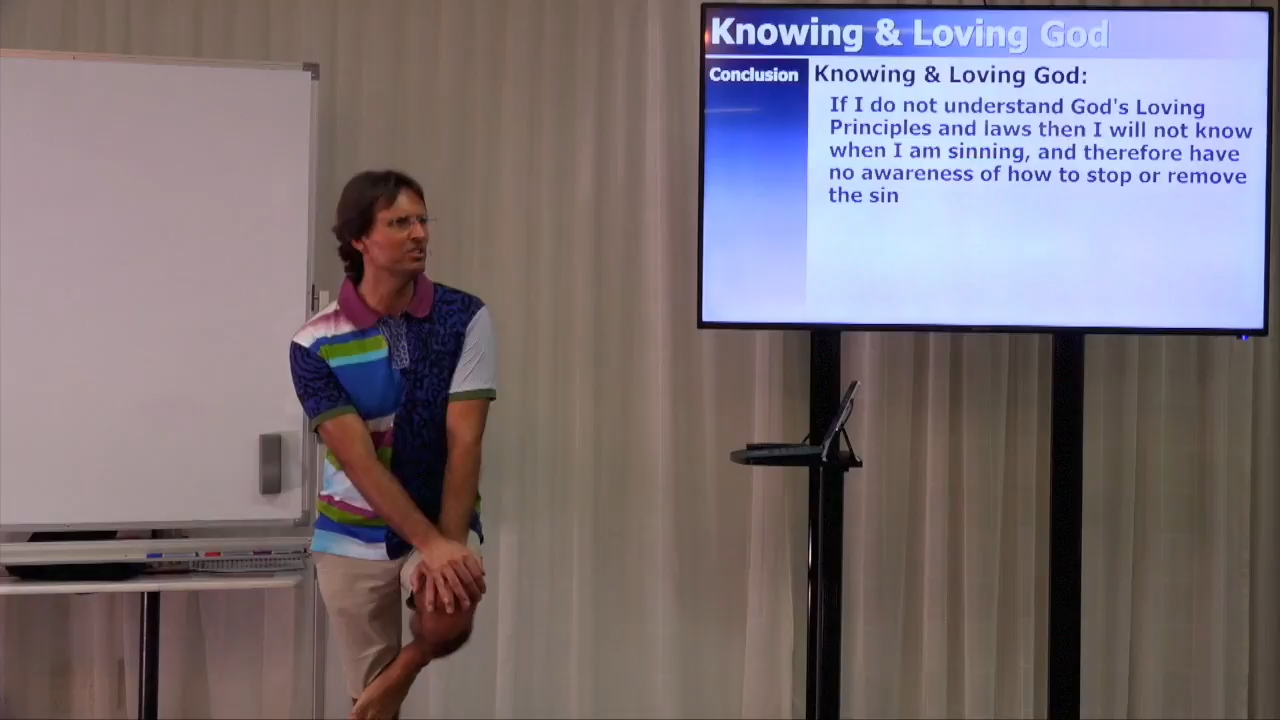 Knowing & Loving God
Conclusion
Knowing & Loving God:
If I do not understand God's Loving
Principles and laws then I will not know
when I am sinning, and therefore have
no awareness of how to stop or remove
the sin